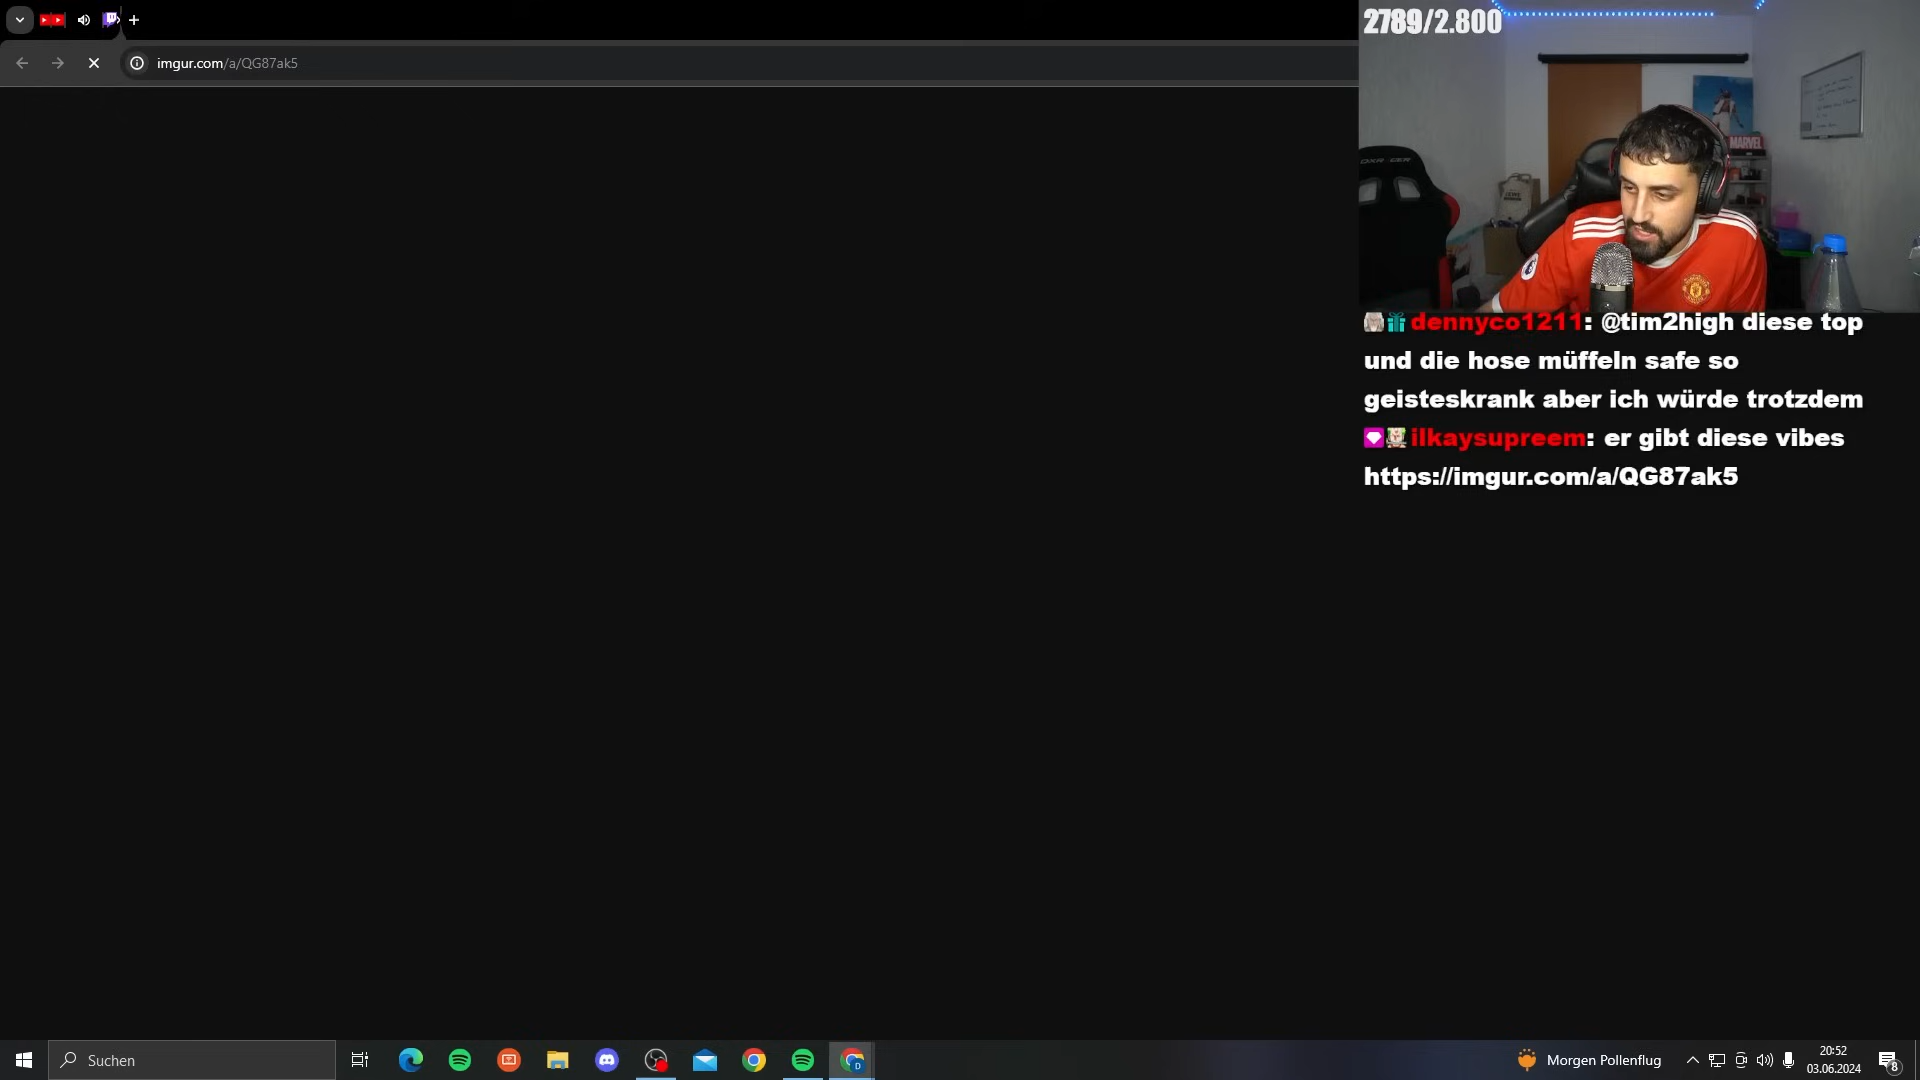 imgur.com/a/QG87ak5
2789/2.800
MARVEL
dennyco1211: @tim2high diese top
und die hose müffeln safe so
geisteskrank aber ich würde trotzdem
ilkaysupreem: er gibt diese vibes
https://imgur.com/a/QG87ak5
Suchen
D
Morgen Pollenflug
20:52
03.06.2024
8